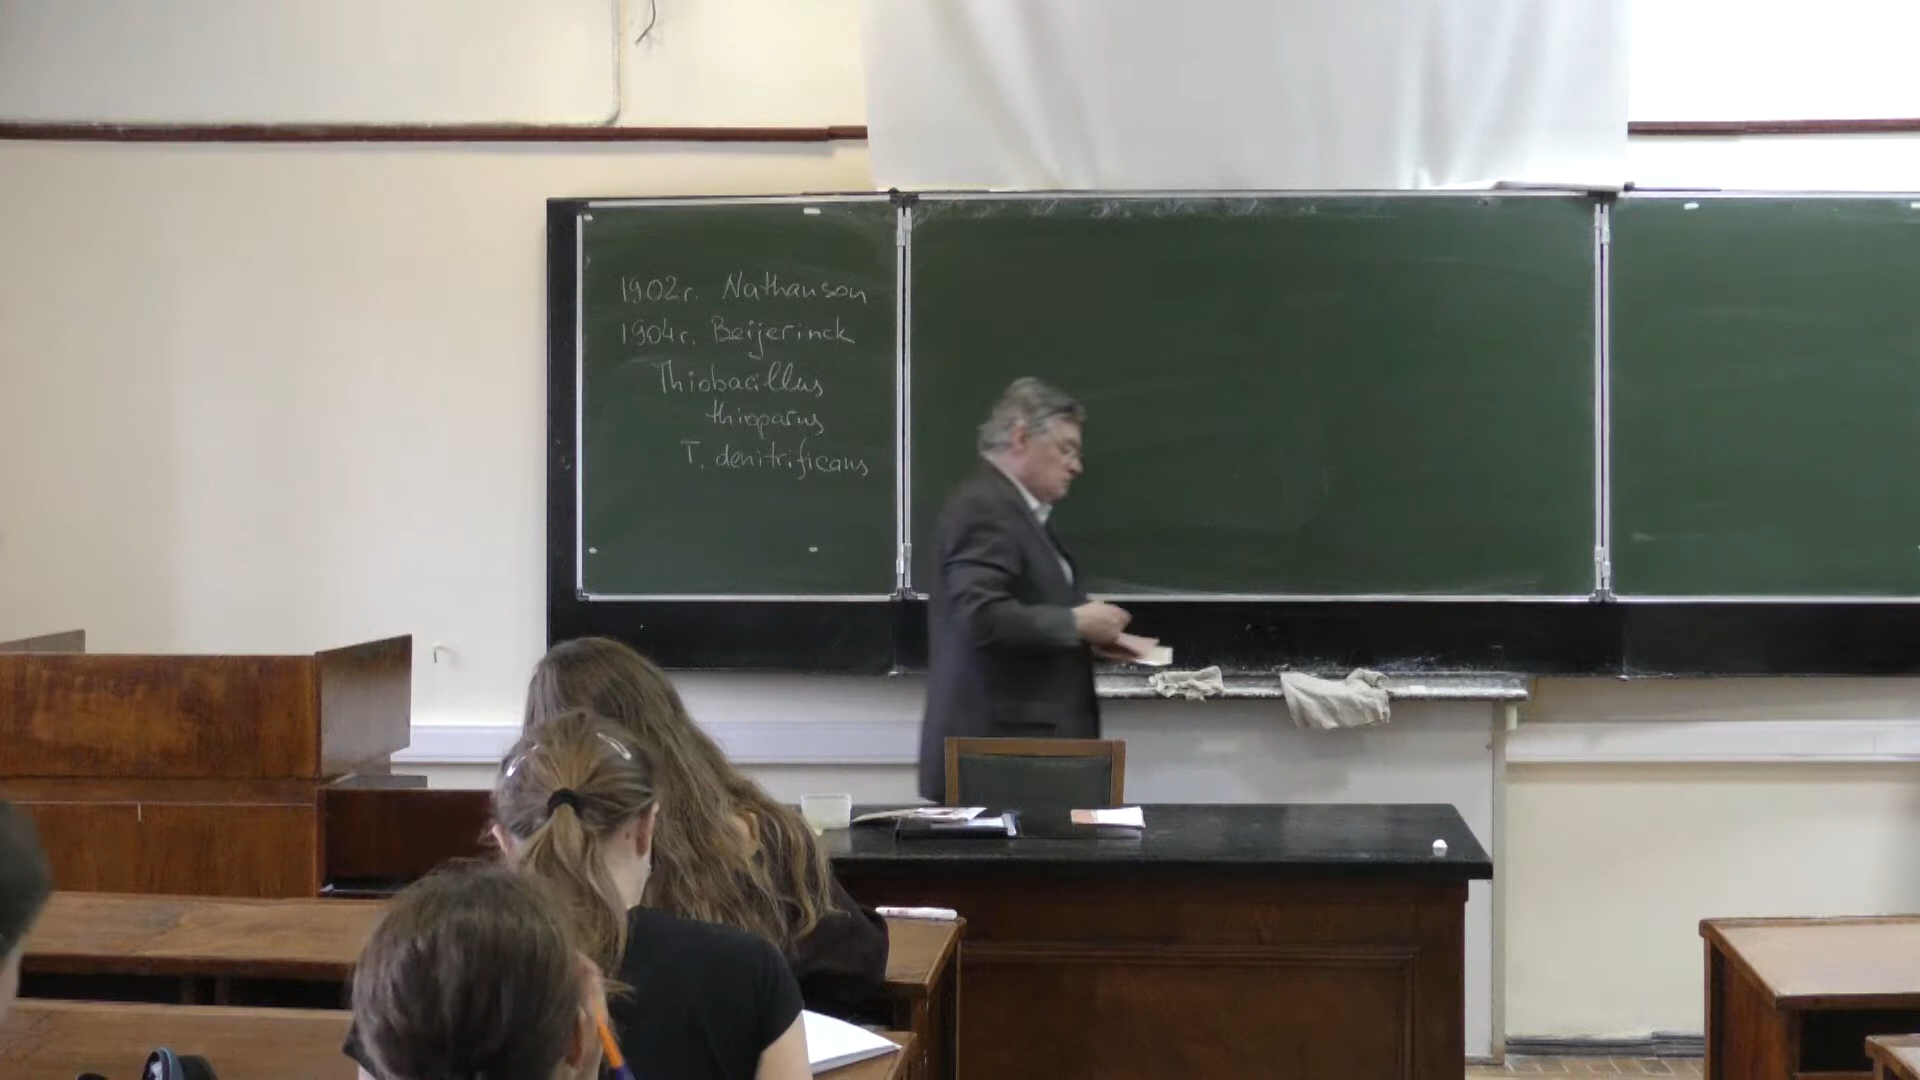 1902г. Nathanson
1904г. Beijerinck
Thiobacillus
thioparus
T. denitrificans